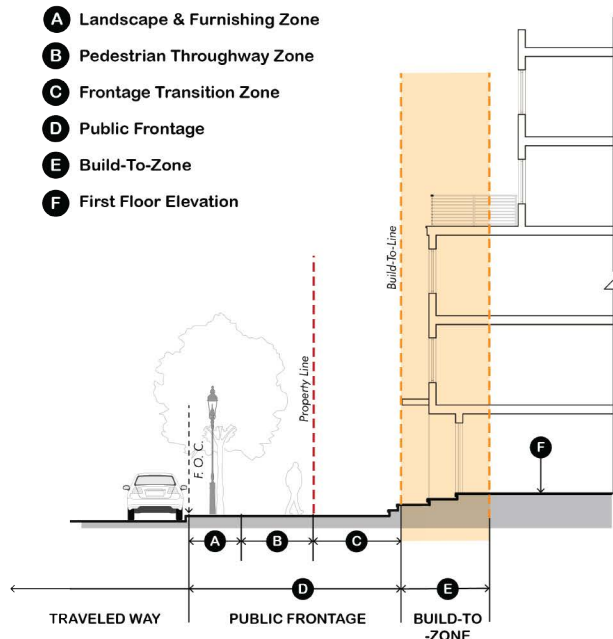 A Landscape & Furnishing Zone
B Pedestrian Throughway Zone
C Frontage Transition Zone
D Public Frontage
E Build-To-Zone
F First Floor Elevation
Build-To-Line
Property Line
F. O. C.
F
A B C
D E
TRAVELED WAY PUBLIC FRONTAGE BUILD-TO
-ZONE